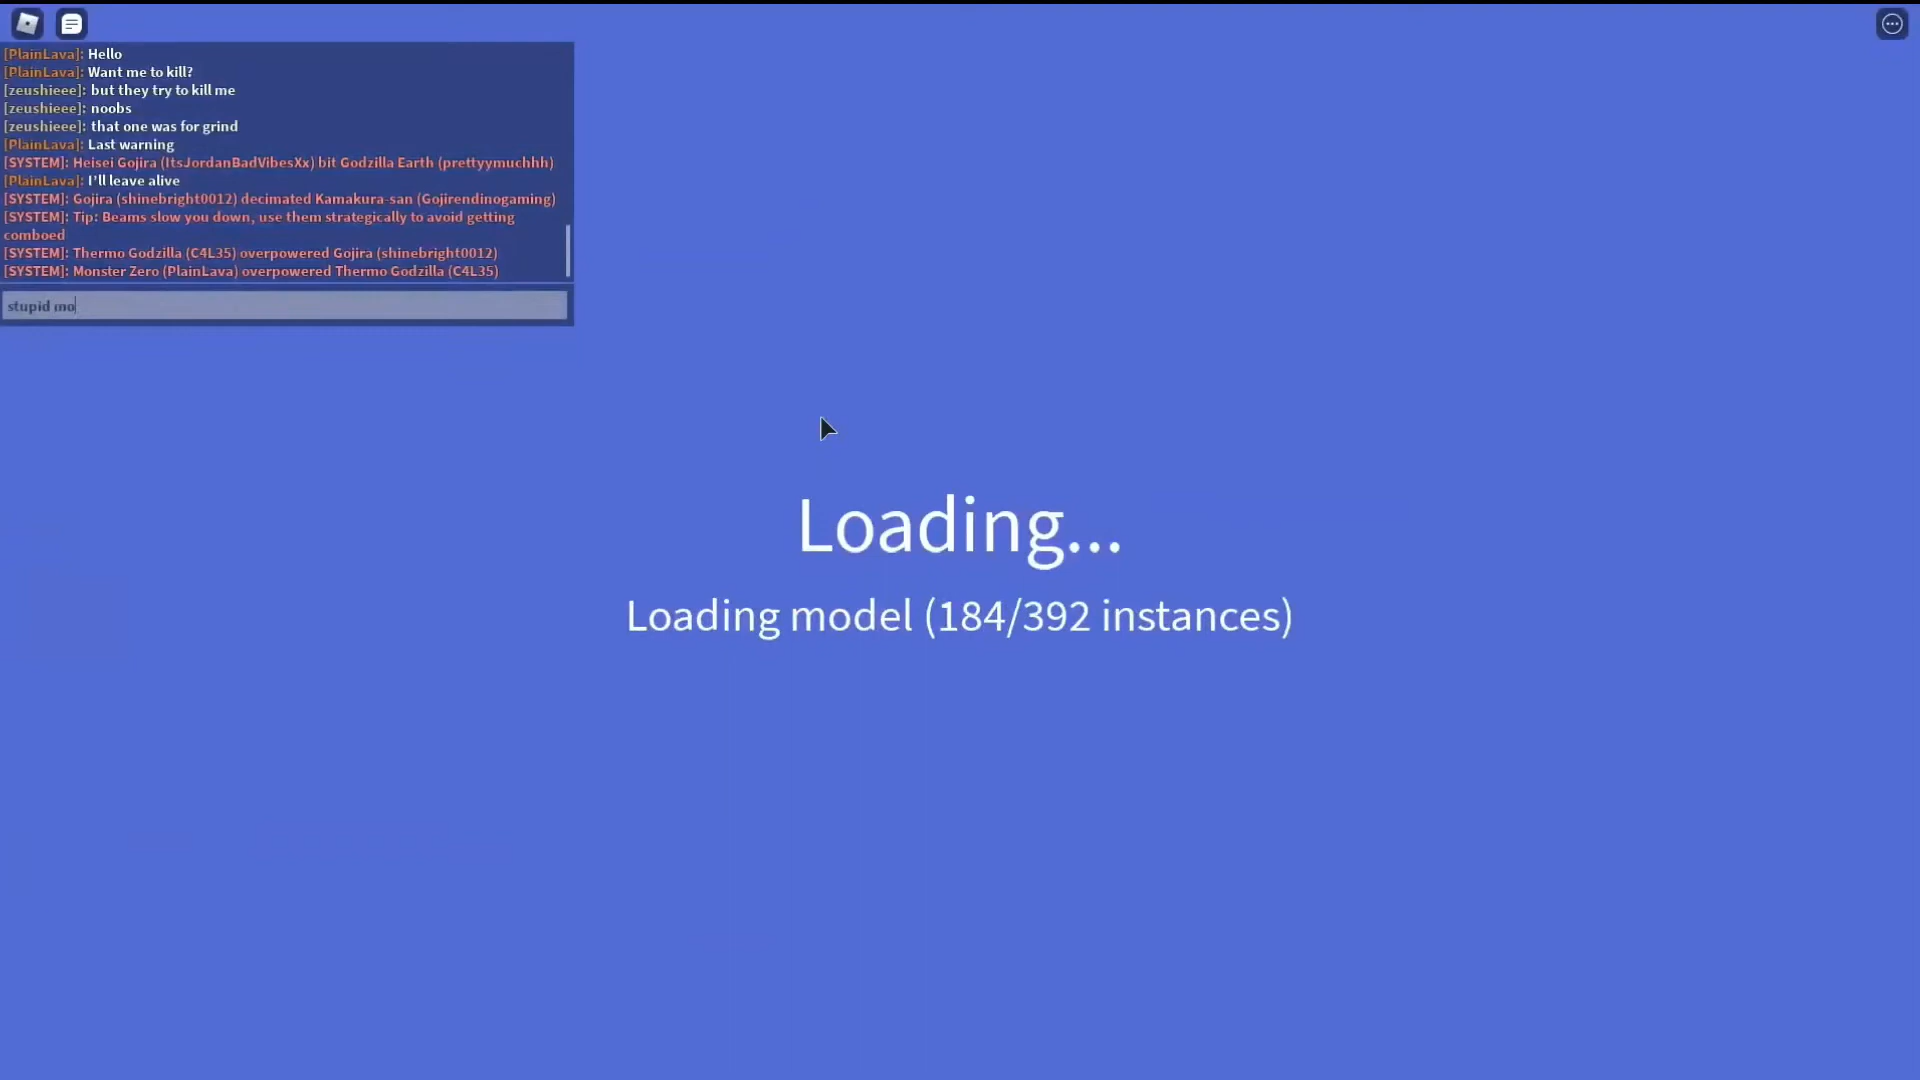 [PlainLava]: Hello
[PlainLava]: Want me to kill?
[zeushieee]: but they try to kill me
[zeushieee]: noobs
[zeushieee]: that one was for grind
[PlainLava]: Last warning
[SYSTEM]: Heisei Gojira (ItsJordanBadVibesXx) bit Godzilla Earth (prettyymuchhh)
[PlainLava]: I'll leave alive
[SYSTEM]: Gojira (shinebright0012) decimated Kamakura-san (Gojirendinogaming)
[SYSTEM]: Tip: Beams slow you down, use them strategically to avoid getting
comboed
[SYSTEM]: Thermo Godzilla (C4L35) overpowered Gojira (shinebright0012)
[SYSTEM]: Monster Zero (PlainLava) overpowered Thermo Godzilla (C4L35)
stupid mo
Loading...
Loading model (184/392 instances)